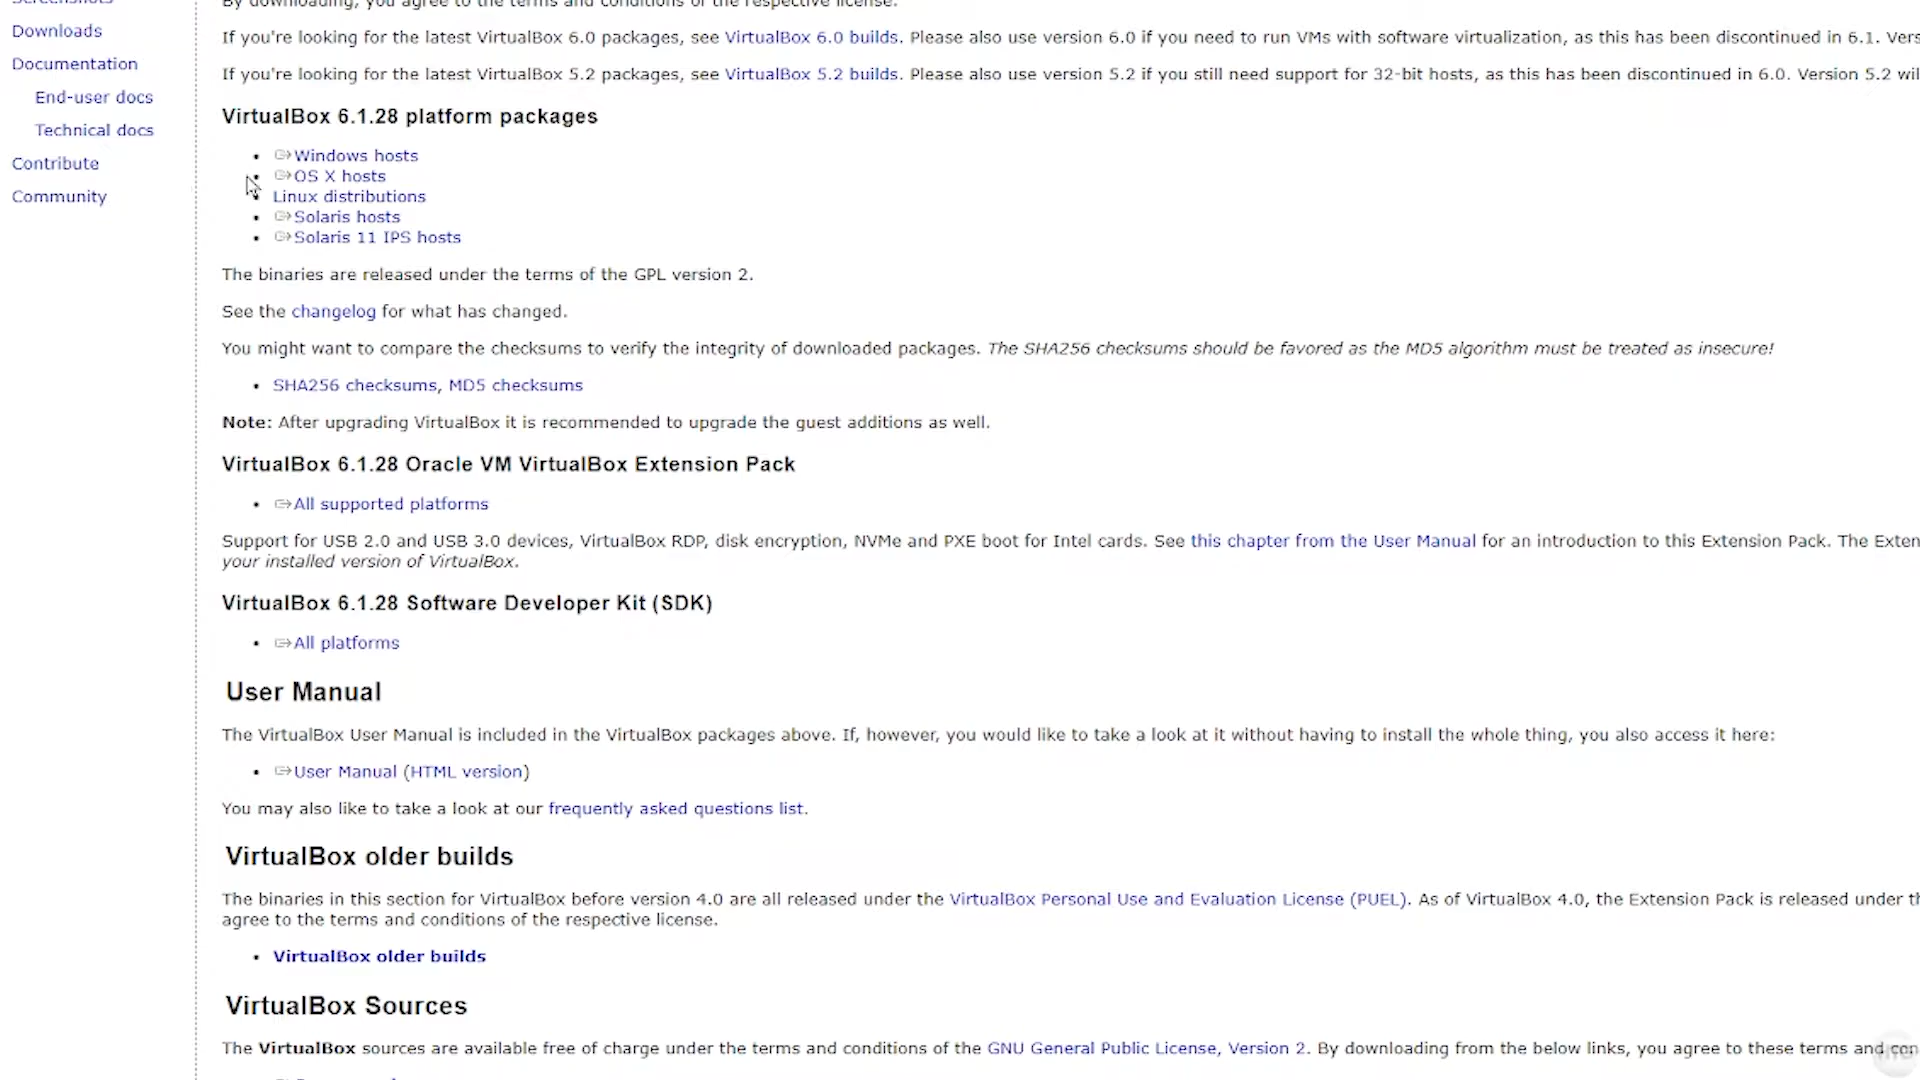 Screenshots
By downloading, you agree to the terms and conditions of the respective license.
Downloads
If you're looking for the latest VirtualBox 6.0 packages, see VirtualBox 6.0 builds. Please also use version 6.0 if you need to run VMs with software virtualization, as this has been discontinued in 6.1. Vers
Documentation
If you're looking for the latest VirtualBox 5.2 packages, see VirtualBox 5.2 builds. Please also use version 5.2 if you still need support for 32-bit hosts, as this has been discontinued in 6.0. Version 5.2 wil
End-user docs
Technical docs
Contribute
Community
VirtualBox 6.1.28 platform packages
• Windows hosts
• OS X hosts
• Linux distributions
• Solaris hosts
• Solaris 11 IPS hosts
The binaries are released under the terms of the GPL version 2.
See the changelog for what has changed.
You might want to compare the checksums to verify the integrity of downloaded packages. The SHA256 checksums should be favored as the MD5 algorithm must be treated as insecure!
• SHA256 checksums, MD5 checksums
Note: After upgrading VirtualBox it is recommended to upgrade the guest additions as well.
VirtualBox 6.1.28 Oracle VM VirtualBox Extension Pack
• All supported platforms
Support for USB 2.0 and USB 3.0 devices, VirtualBox RDP, disk encryption, NVMe and PXE boot for Intel cards. See this chapter from the User Manual for an introduction to this Extension Pack. The Exten
your installed version of VirtualBox.
VirtualBox 6.1.28 Software Developer Kit (SDK)
• All platforms
User Manual
The VirtualBox User Manual is included in the VirtualBox packages above. If, however, you would like to take a look at it without having to install the whole thing, you also access it here:
• User Manual (HTML version)
You may also like to take a look at our frequently asked questions list.
VirtualBox older builds
The binaries in this section for VirtualBox before version 4.0 are all released under the VirtualBox Personal Use and Evaluation License (PUEL). As of VirtualBox 4.0, the Extension Pack is released under th
agree to the terms and conditions of the respective license.
• VirtualBox older builds
VirtualBox Sources
The VirtualBox sources are available free of charge under the terms and conditions of the GNU General Public License, Version 2. By downloading from the below links, you agree to these terms and con